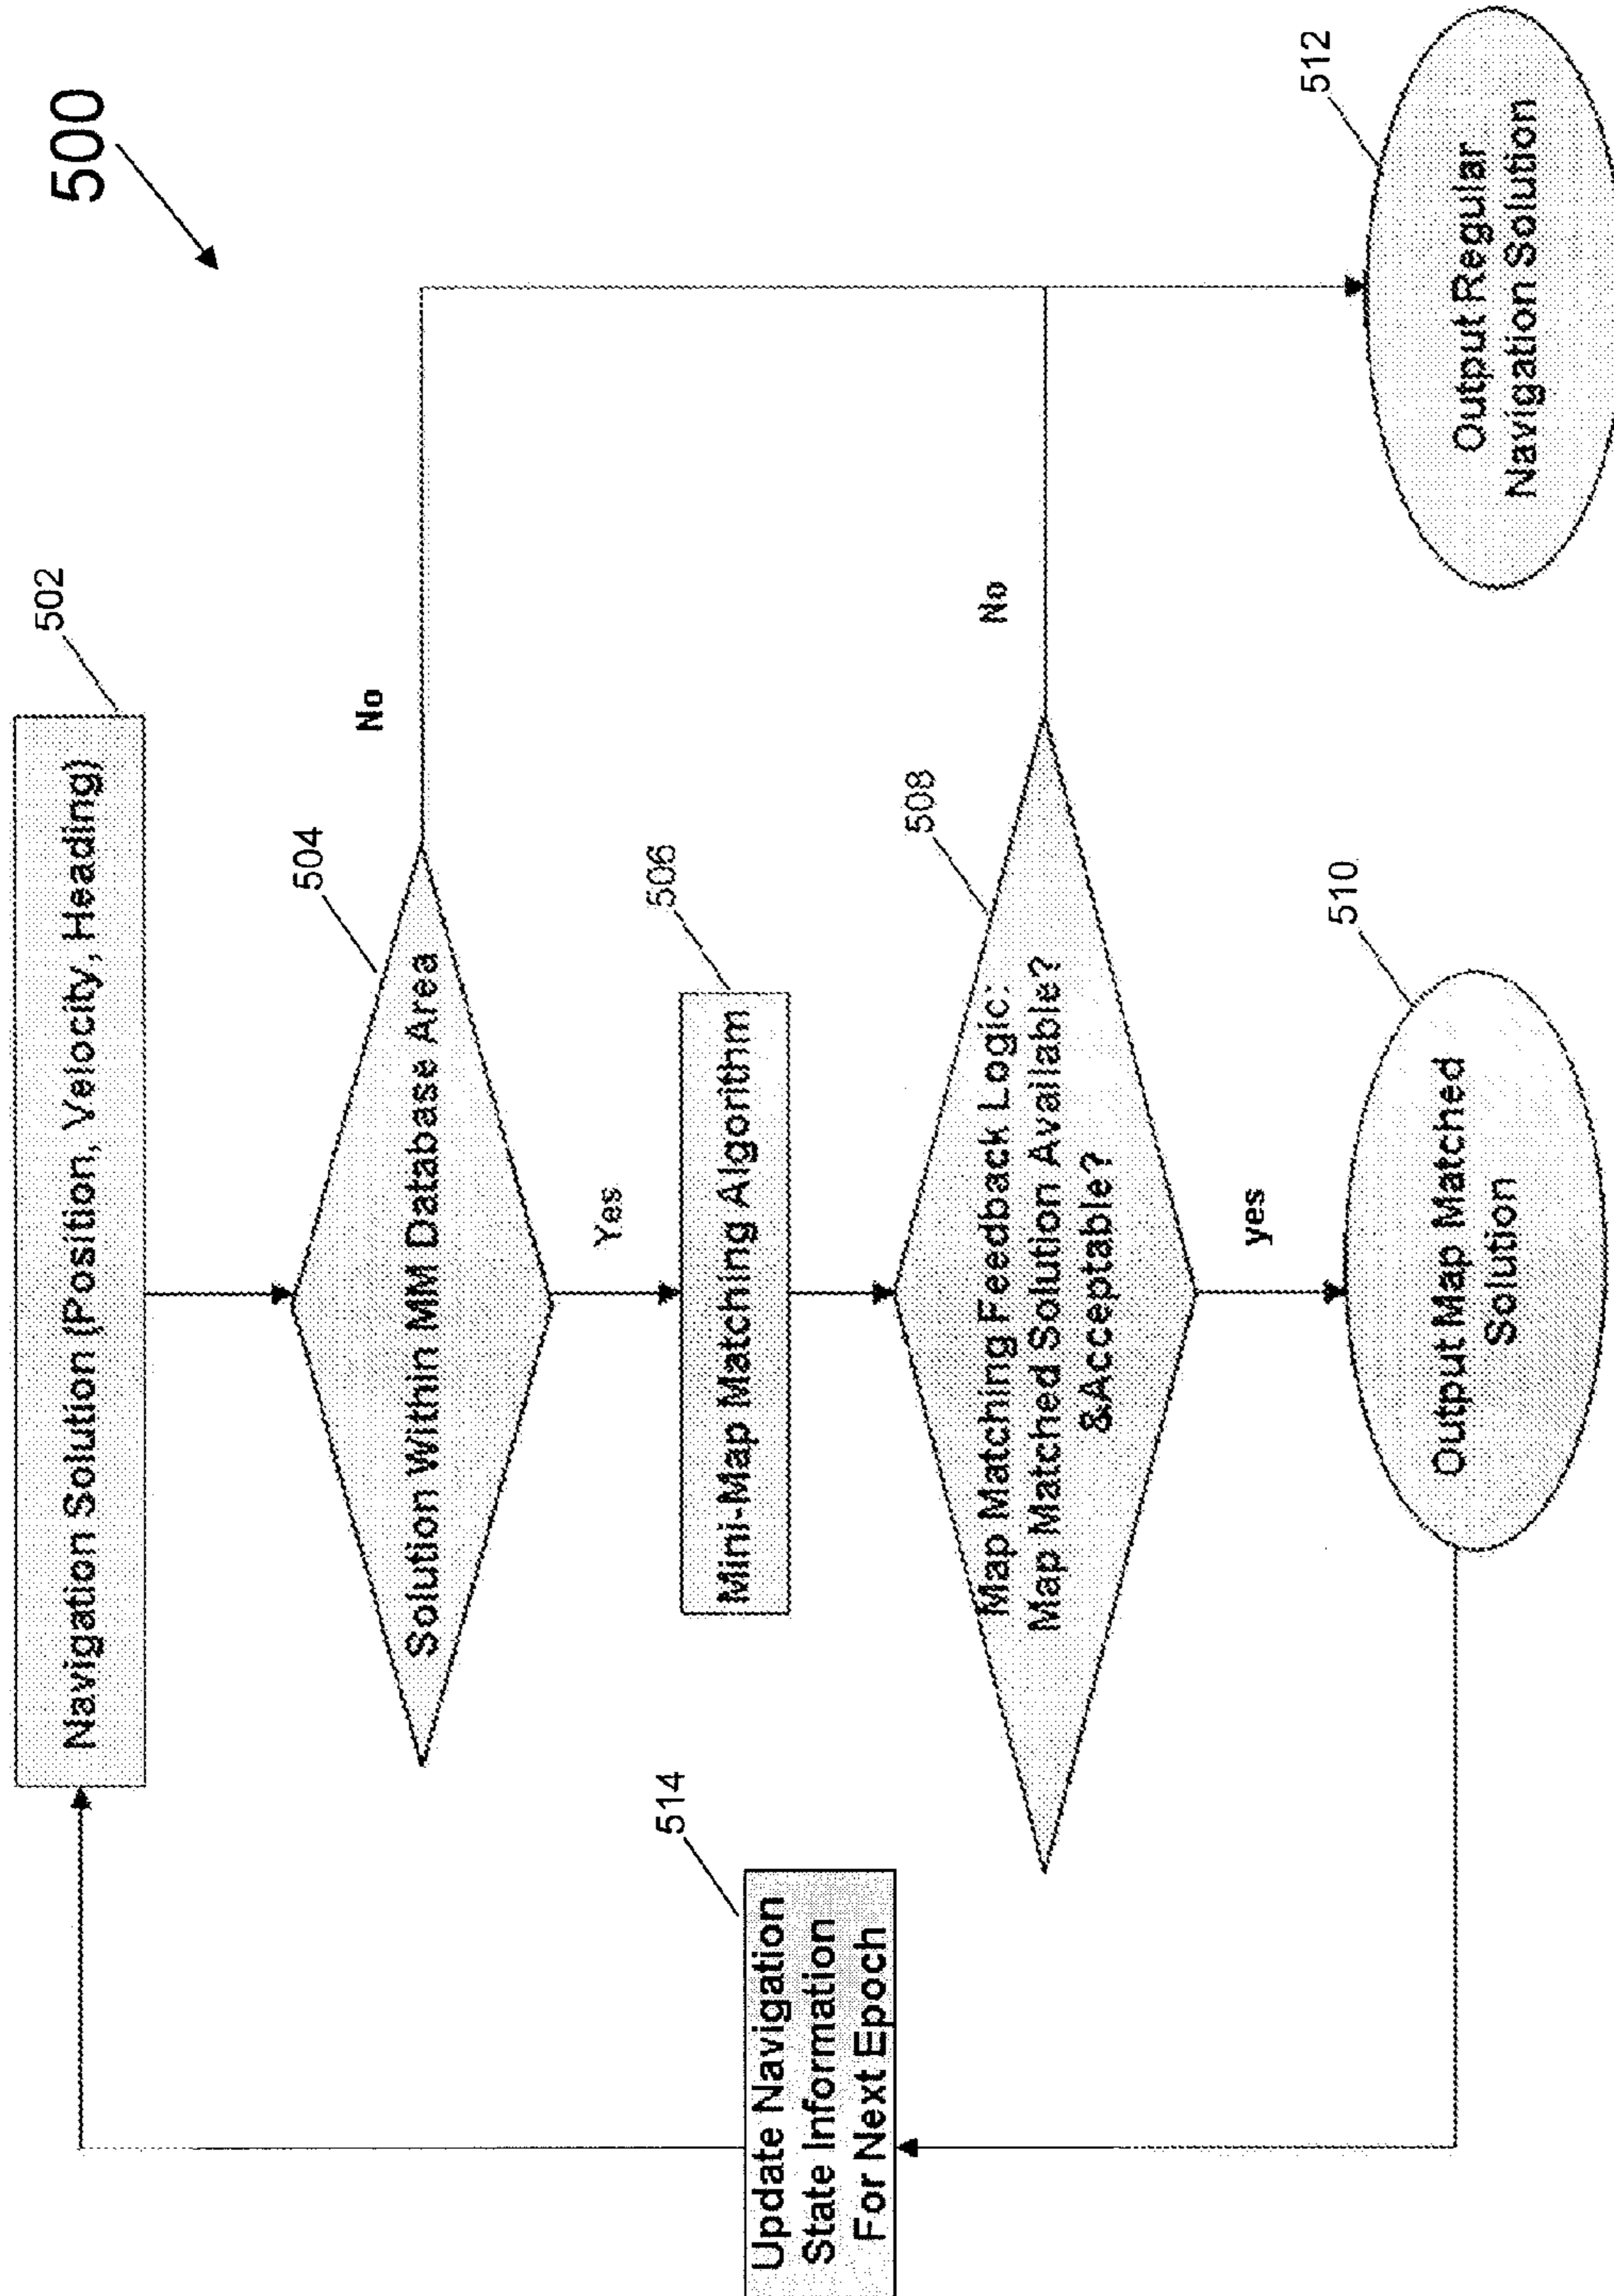 500
502
Navigation Solution (Position, Velocity, Heading)
504
Solution Within MM Database Area
No
Yes
506
Mini-Map Matching Algorithm
514
Update Navigation
State Information
For Next Epoch
508
Map Matching Feedback Logic:
Map Matched Solution Available?
&Acceptable?
No
yes
510
Output Map Matched
Solution
512
Output Regular
Navigation Solution